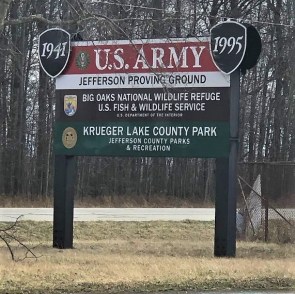 1941
U.S. ARMY
1995
JEFFERSON PROVING GROUND
BIG OAKS NATIONAL WILDLIFE REFUGE
U.S. FISH & WILDLIFE SERVICE
U.S. DEPARTMENT OF THE INTERIOR
KRUEGER LAKE COUNTY PARK
JEFFERSON COUNTY PARKS
& RECREATION